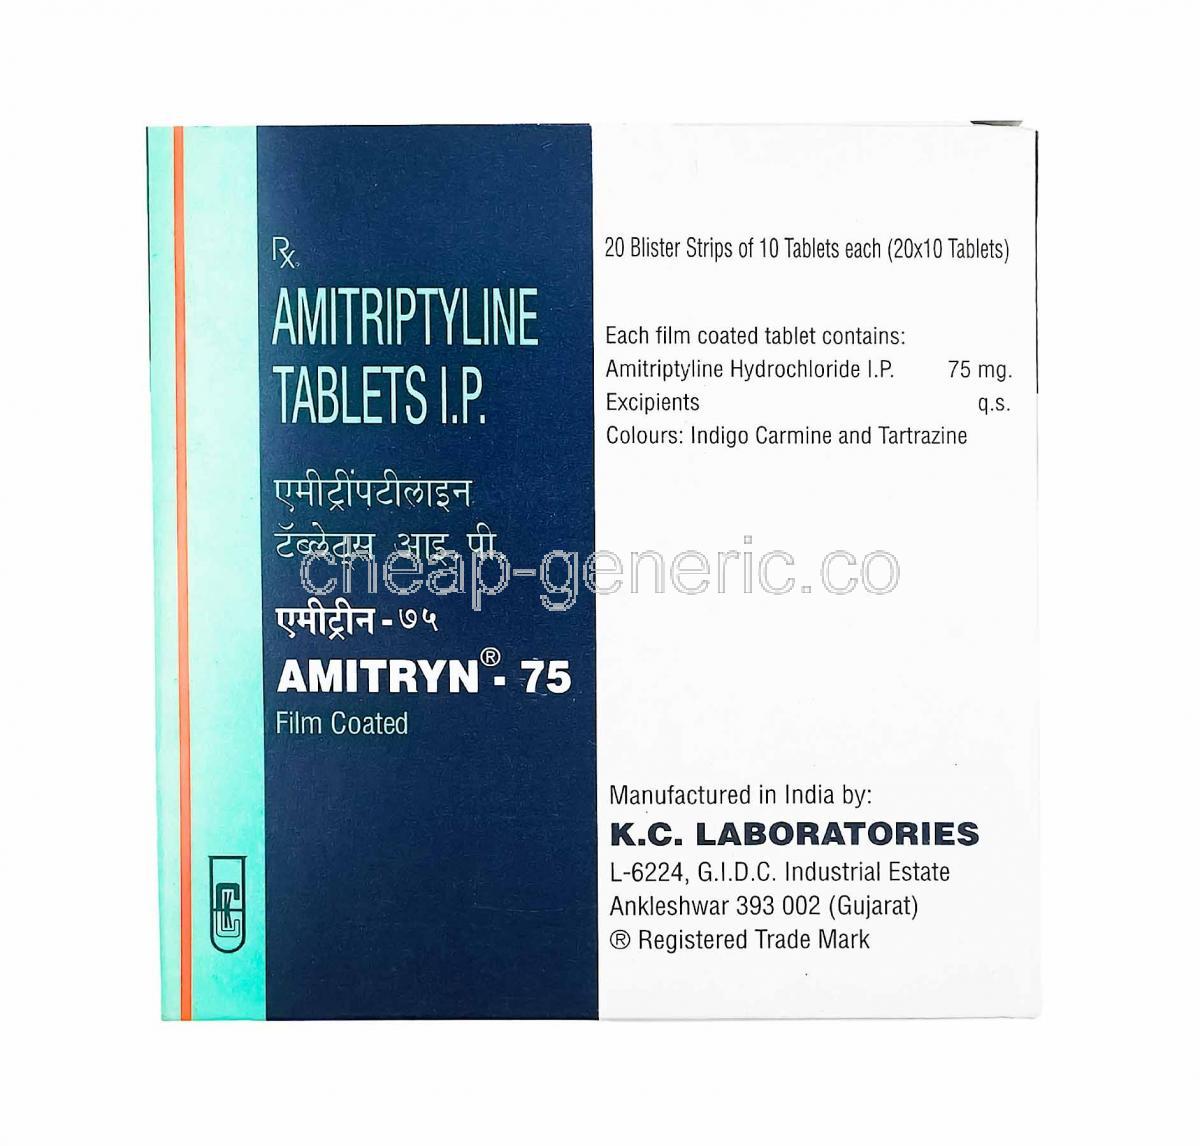 Rx
AMITRIPTYLINE
TABLETS I.P.
एमीट्रींपटीलाइन
टॅब्लेट्स आइ पी
एमीट्रीन - ७५
AMITRYN® - 75
Film Coated
20 Blister Strips of 10 Tablets each (20x10 Tablets)
Each film coated tablet contains:
Amitriptyline Hydrochloride I.P. 75 mg.
Excipients q.s.
Colours: Indigo Carmine and Tartrazine
cheap-generic.co
Manufactured in India by:
K.C. LABORATORIES
L-6224, G.I.D.C. Industrial Estate
Ankleshwar 393 002 (Gujarat)
® Registered Trade Mark
KC